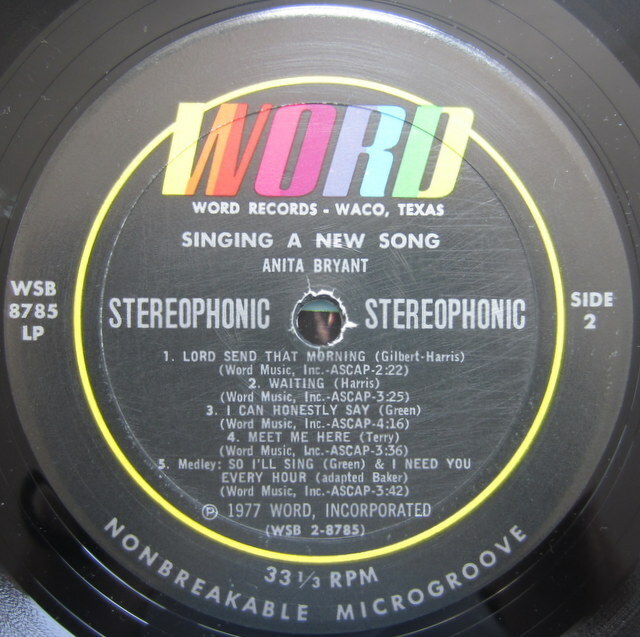 WORD
WORD RECORDS - WACO, TEXAS
SINGING A NEW SONG
ANITA BRYANT
WSB
8785
LP
STEREOPHONIC STEREOPHONIC
SIDE
2
1. LORD SEND THAT MORNING (Gilbert-Harris)
(Word Music, Inc.-ASCAP-2:22)
2. WAITING (Harris)
(Word Music, Inc.-ASCAP-3:25)
3. I CAN HONESTLY SAY (Green)
(Word Music, Inc.-ASCAP-4:16)
4. MEET ME HERE (Terry)
(Word Music, Inc.-ASCAP-3:36)
5. Medley: SO I'LL SING (Green) & I NEED YOU
EVERY HOUR (adapted Baker)
(Word Music, Inc.-ASCAP-3:42)
℗ 1977 WORD, INCORPORATED
(WSB 2-8785)
33 1/3 RPM
NONBREAKABLE MICROGROOVE